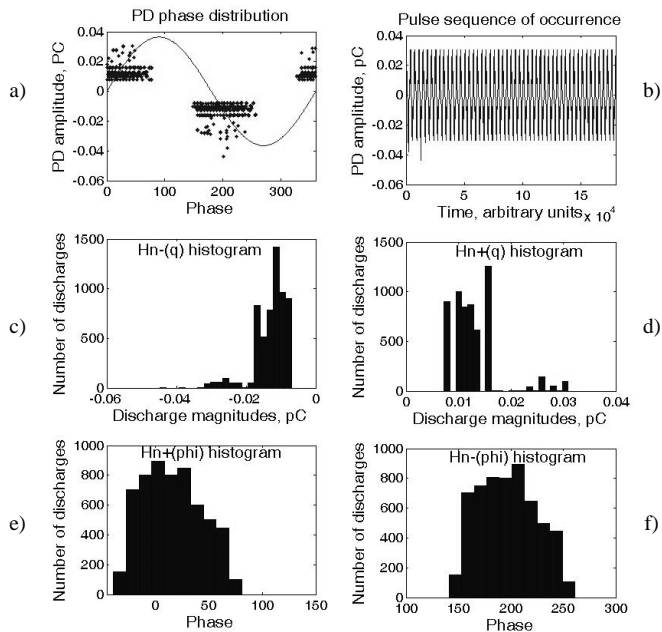 PD phase distribution
a)
PD amplitude, PC
0.04
0.02
0
-0.02
-0.04
-0.06
0
100
200
300
Phase
Pulse sequence of occurrence
b)
PD amplitude, pC
0.04
0.02
0
-0.02
-0.04
-0.06
0
5
10
15
Time, arbitrary units x 10^4
Hn-(q) histogram
c)
Number of discharges
1500
1000
500
0
-0.06
-0.04
-0.02
0
Discharge magnitudes, pC
Hn+(q) histogram
d)
Number of discharges
1500
1000
500
0
0
0.01
0.02
0.03
0.04
Discharge magnitudes, pC
Hn+(phi) histogram
e)
Number of discharges
1000
800
600
400
200
0
0
50
100
150
Phase
Hn-(phi) histogram
f)
Number of discharges
1000
800
600
400
200
0
100
150
200
250
300
Phase